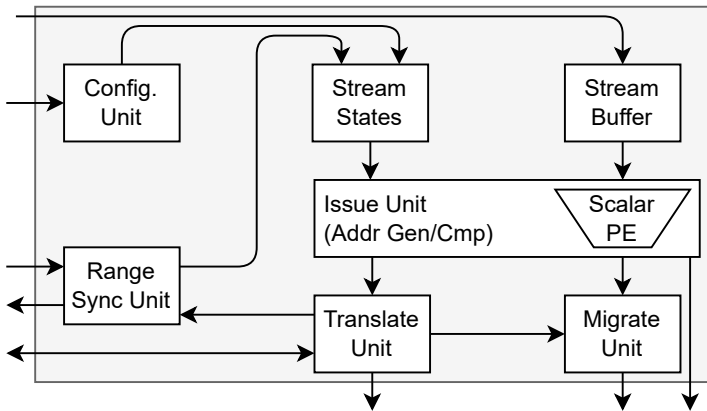 Config.
Unit
Stream
States
Stream
Buffer
Issue Unit
(Addr Gen/Cmp)
Scalar
PE
Range
Sync Unit
Translate
Unit
Migrate
Unit